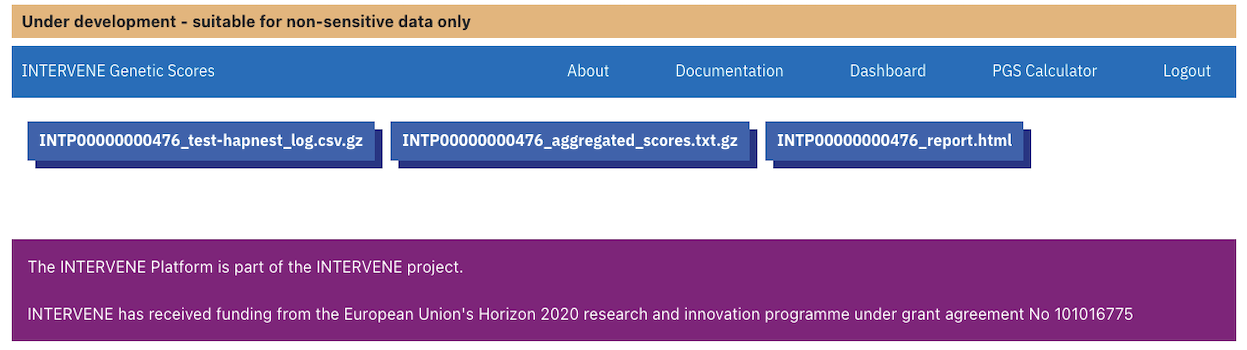 Under development - suitable for non-sensitive data only
INTERVENE Genetic Scores About Documentation Dashboard PGS Calculator Logout
INTP00000000476_test-hapnest_log.csv.gz INTP00000000476_aggregated_scores.txt.gz INTP00000000476_report.html
The INTERVENE Platform is part of the INTERVENE project.
INTERVENE has received funding from the European Union's Horizon 2020 research and innovation programme under grant agreement No 101016775